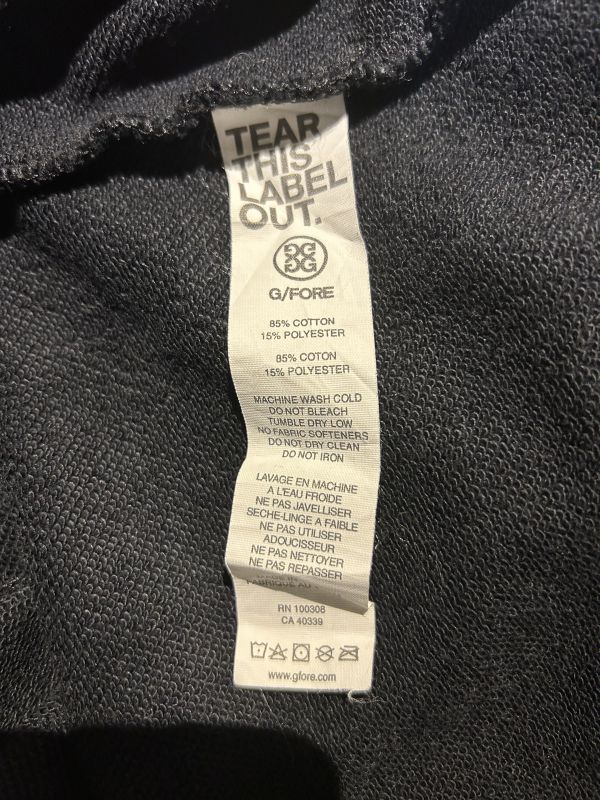 TEAR
THIS
LABEL
OUT.
G/FORE
85% COTTON
15% POLYESTER
85% COTON
15% POLYESTER
MACHINE WASH COLD
DO NOT BLEACH
TUMBLE DRY LOW
NO FABRIC SOFTENERS
DO NOT DRY CLEAN
DO NOT IRON
LAVAGE EN MACHINE
A L'EAU FROIDE
NE PAS JAVELLISER
SECHE-LINGE A FAIBLE
NE PAS UTILISER
ADOUCISSEUR
NE PAS NETTOYER
NE PAS REPASSER
FABRIQUE AU
RN 100308
CA 40339
www.gfore.com